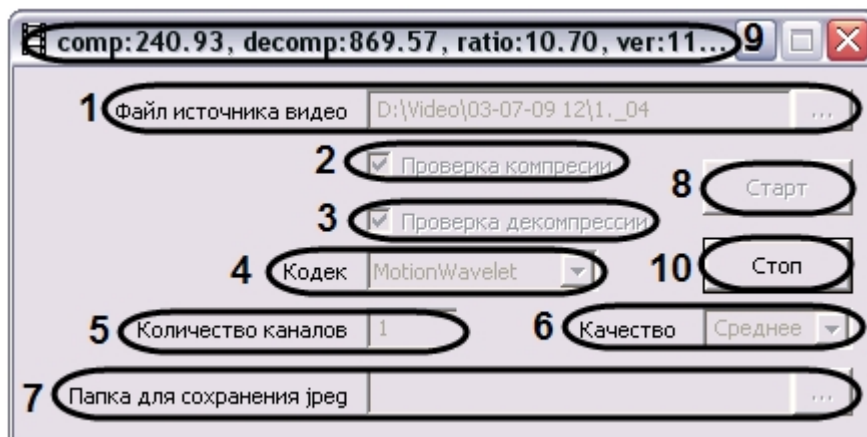 comp:240.93, decomp:869.57, ratio:10.70, ver:11... 9
1 Файл источника видео D:\Video\03-07-09 12\1._04 ...
2 Проверка компресии
8 Старт
3 Проверка декомпрессии
4 Кодек MotionWavelet
10 Стоп
5 Количество каналов 1
6 Качество Среднее
7 Папка для сохранения jpeg ...